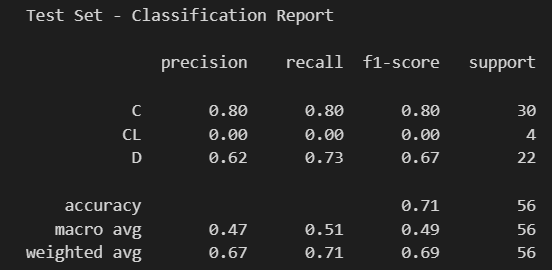 Test Set - Classification Report
precision recall f1-score support
C 0.80 0.80 0.80 30
CL 0.00 0.00 0.00 4
D 0.62 0.73 0.67 22
accuracy 0.71 56
macro avg 0.47 0.51 0.49 56
weighted avg 0.67 0.71 0.69 56